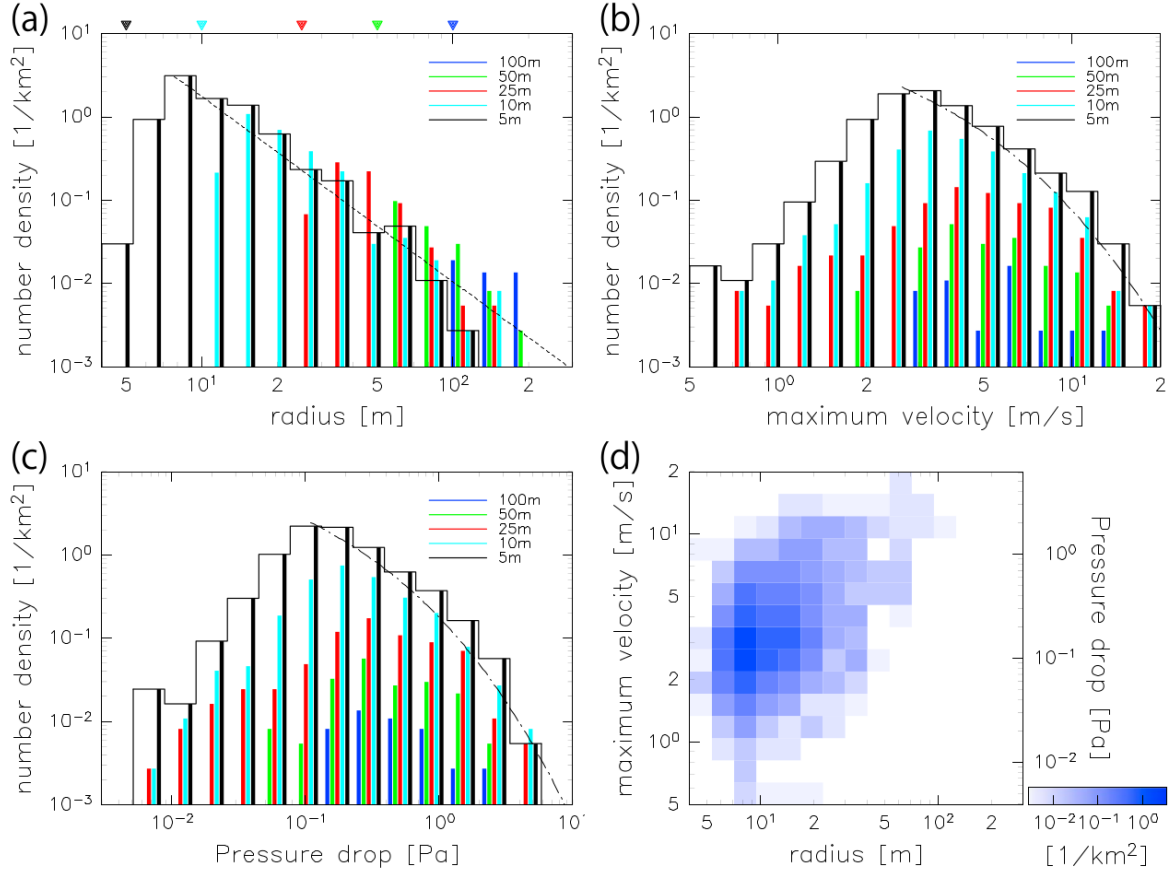 (a)
number density [1/km²]
10¹
10⁰
10⁻¹
10⁻²
10⁻³
100m
50m
25m
10m
5m
5 10¹ 2 5 10² 2
radius [m]
(b)
number density [1/km²]
10¹
10⁰
10⁻¹
10⁻²
10⁻³
100m
50m
25m
10m
5m
5 10⁰ 2 5 10¹ 2
maximum velocity [m/s]
(c)
number density [1/km²]
10¹
10⁰
10⁻¹
10⁻²
10⁻³
100m
50m
25m
10m
5m
10⁻² 10⁻¹ 10⁰ 10¹
Pressure drop [Pa]
(d)
maximum velocity [m/s]
2
10¹
5
2
10⁰
5
5 10¹ 2 5 10² 2
radius [m]
Pressure drop [Pa]
10⁰
10⁻¹
10⁻²
10⁻² 10⁻¹ 10⁰
[1/km²]